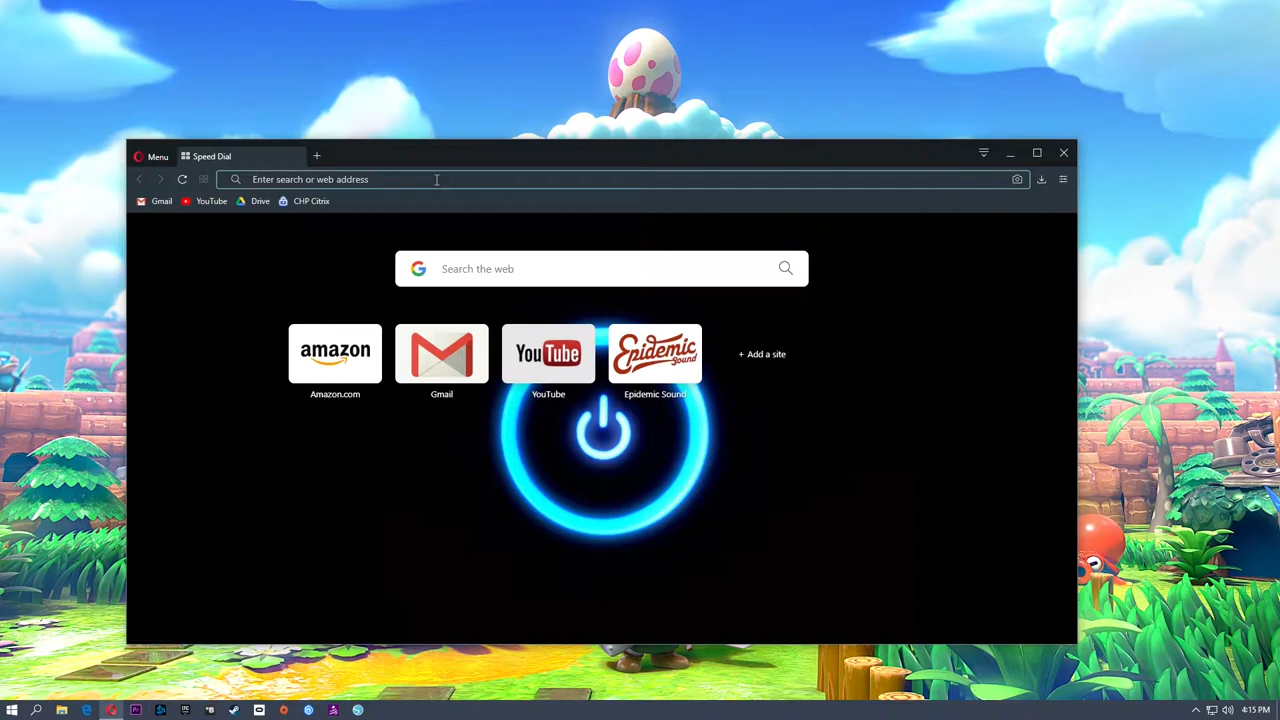 Menu
Speed Dial
Enter search or web address
Gmail
YouTube
Drive
CHP Citrix
Search the web
amazon
YouTube
Epidemic
Sound
+ Add a site
Amazon.com
Gmail
YouTube
Epidemic Sound
4:15 PM